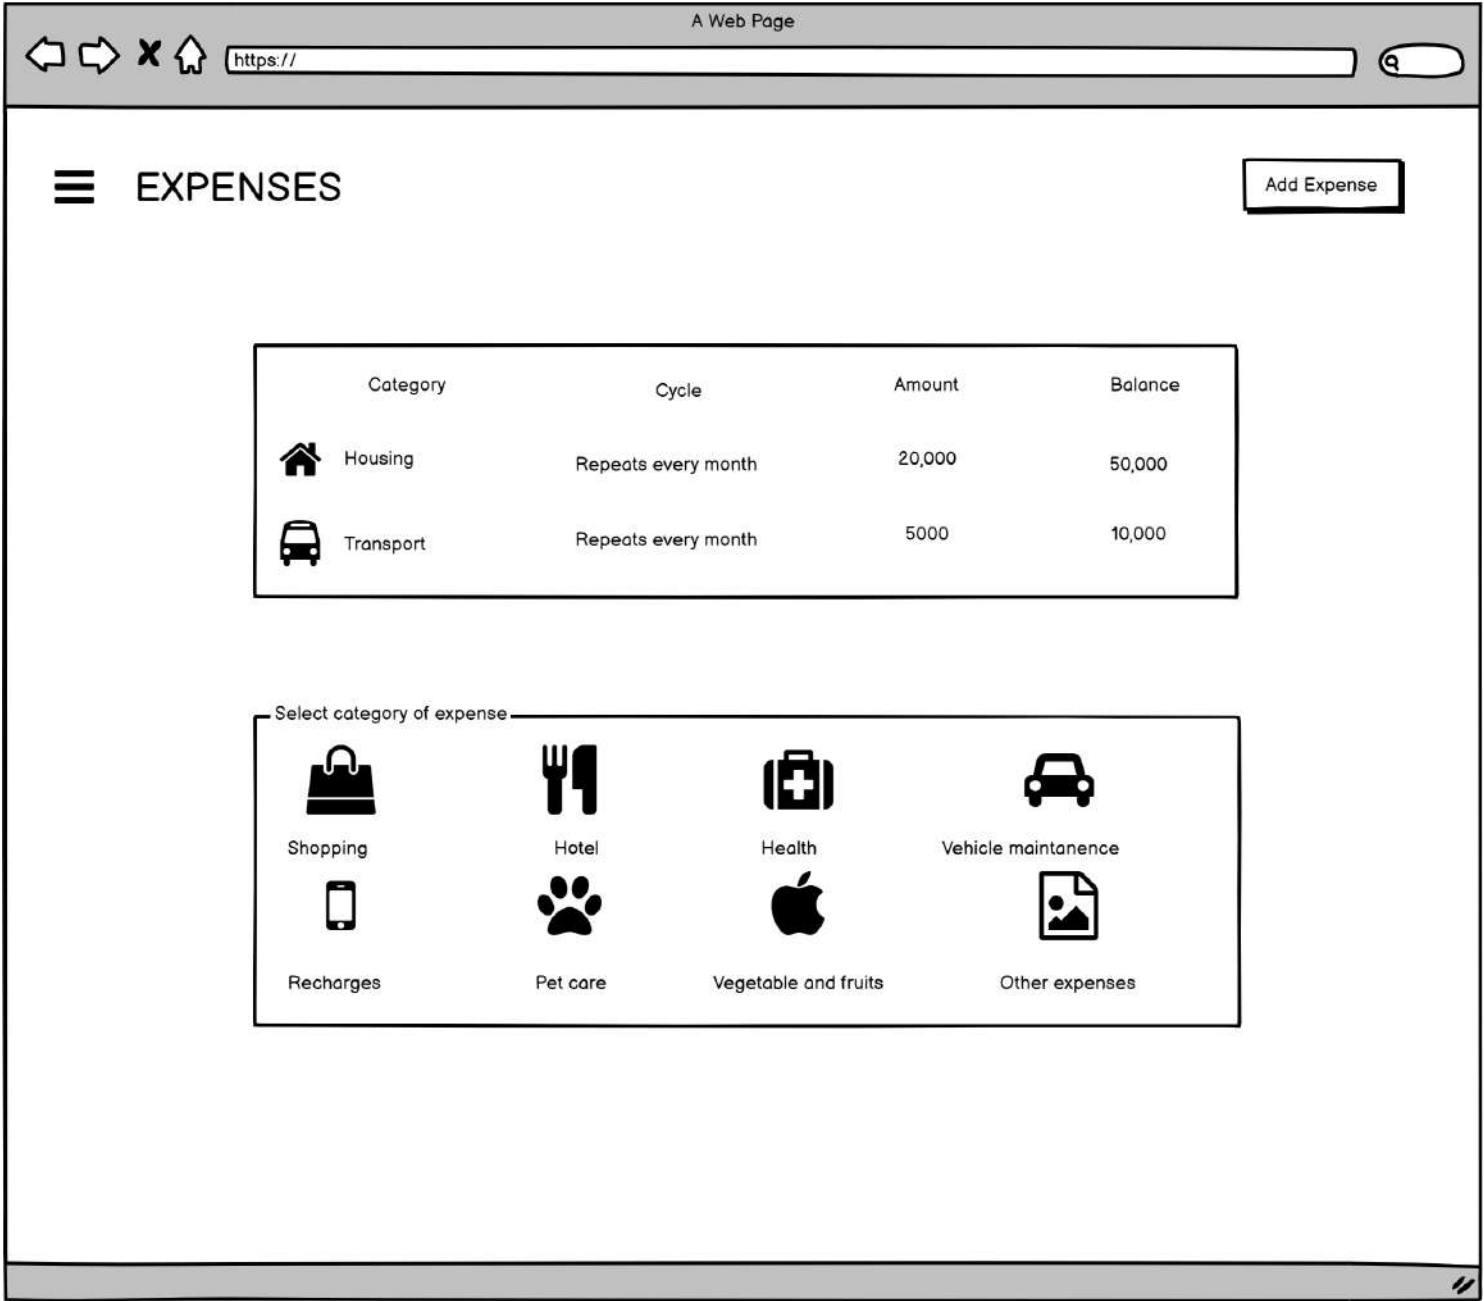 A Web Page
https://
EXPENSES
Add Expense
Category Cycle Amount Balance
Housing Repeats every month 20,000 50,000
Transport Repeats every month 5000 10,000
Select category of expense
Shopping Hotel Health Vehicle maintanence
Recharges Pet care Vegetable and fruits Other expenses